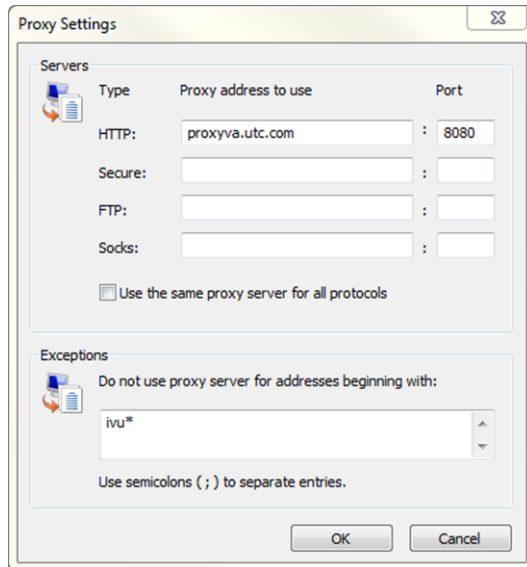 Proxy Settings
Servers
Type Proxy address to use Port
HTTP: proxyva.utc.com : 8080
Secure: :
FTP: :
Socks: :
Use the same proxy server for all protocols
Exceptions
Do not use proxy server for addresses beginning with:
ivu*
Use semicolons ( ; ) to separate entries.
OK Cancel